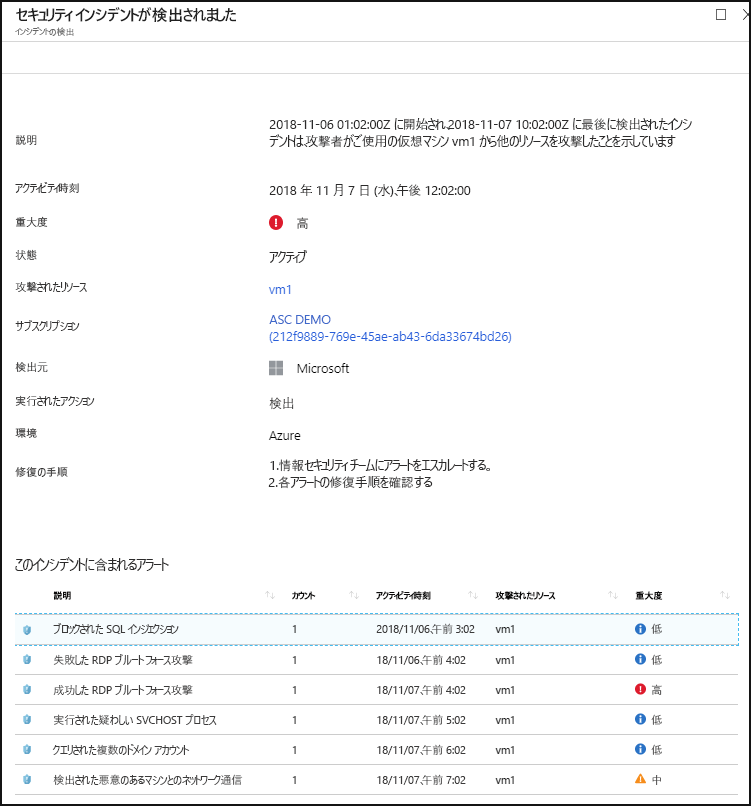 セキュリティ インシデントが検出されました
インシデントの検出
説明
2018-11-06 01:02:00Z に開始され、2018-11-07 10:02:00Z に最後に検出されたインシ
デントは、攻撃者がご使用の仮想マシン vm1 から他のリソースを攻撃したことを示しています
アクティビティ時刻
2018 年 11 月 7 日 (水)、午後 12:02:00
重大度
高
状態
アクティブ
攻撃されたリソース
vm1
サブスクリプション
ASC DEMO
(212f9889-769e-45ae-ab43-6da33674bd26)
検出元
Microsoft
実行されたアクション
検出
環境
Azure
修復の手順
1.情報セキュリティ チームにアラートをエスカレートする。
2.各アラートの修復手順を確認する
このインシデントに含まれるアラート
説明 カウント アクティビティ時刻 攻撃されたリソース 重大度
ブロックされた SQL インジェクション 1 2018/11/06、午前 3:02 vm1 低
失敗した RDP ブルート フォース攻撃 1 18/11/06、午前 4:02 vm1 低
成功した RDP ブルート フォース攻撃 1 18/11/07、午前 4:02 vm1 高
実行された疑わしい SVCHOST プロセス 1 18/11/07、午前 5:02 vm1 低
クエリされた複数のドメイン アカウント 1 18/11/07、午前 6:02 vm1 低
検出された悪意のあるマシンとのネットワーク通信 1 18/11/07、午前 7:02 vm1 中